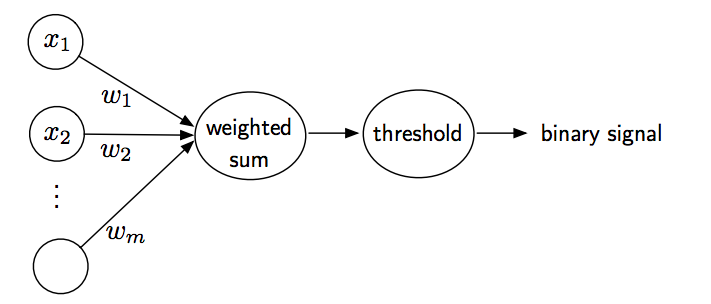 x₁
w₁
x₂
w₂
⋮
wₘ
weighted
sum
threshold
binary signal